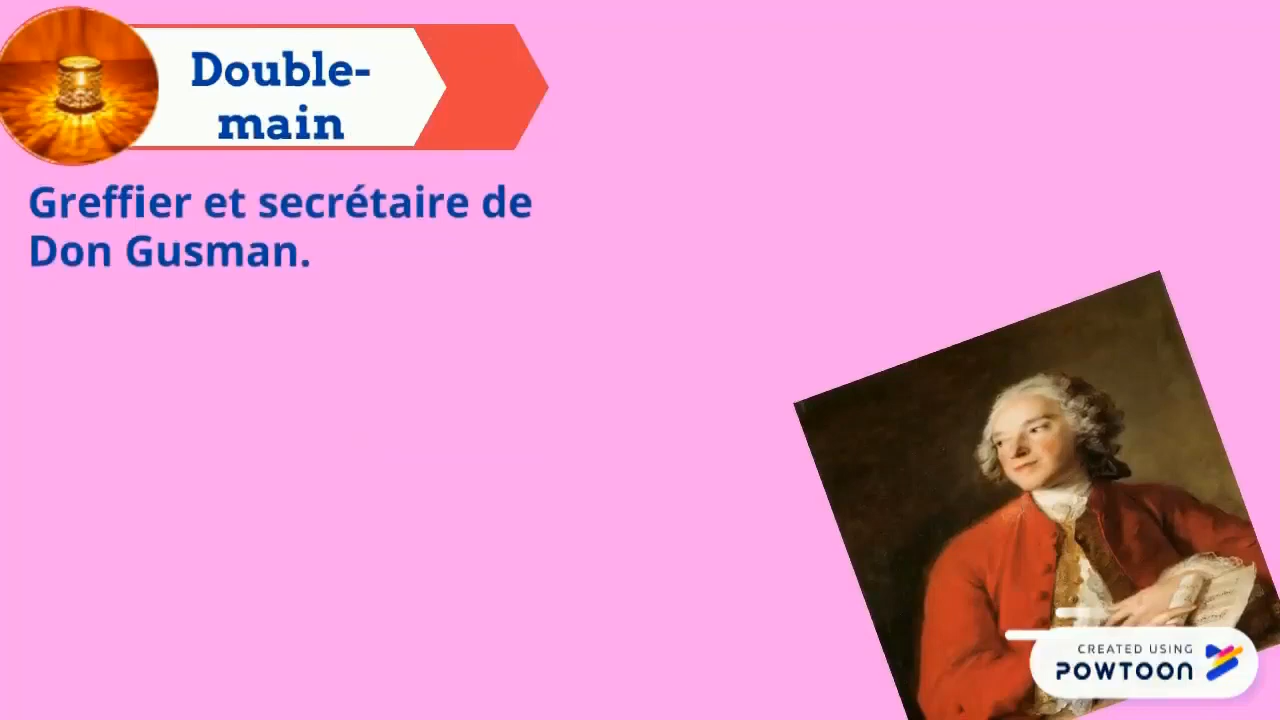 Double-
main
Greffier et secrétaire de
Don Gusman.
CREATED USING
POWTOON